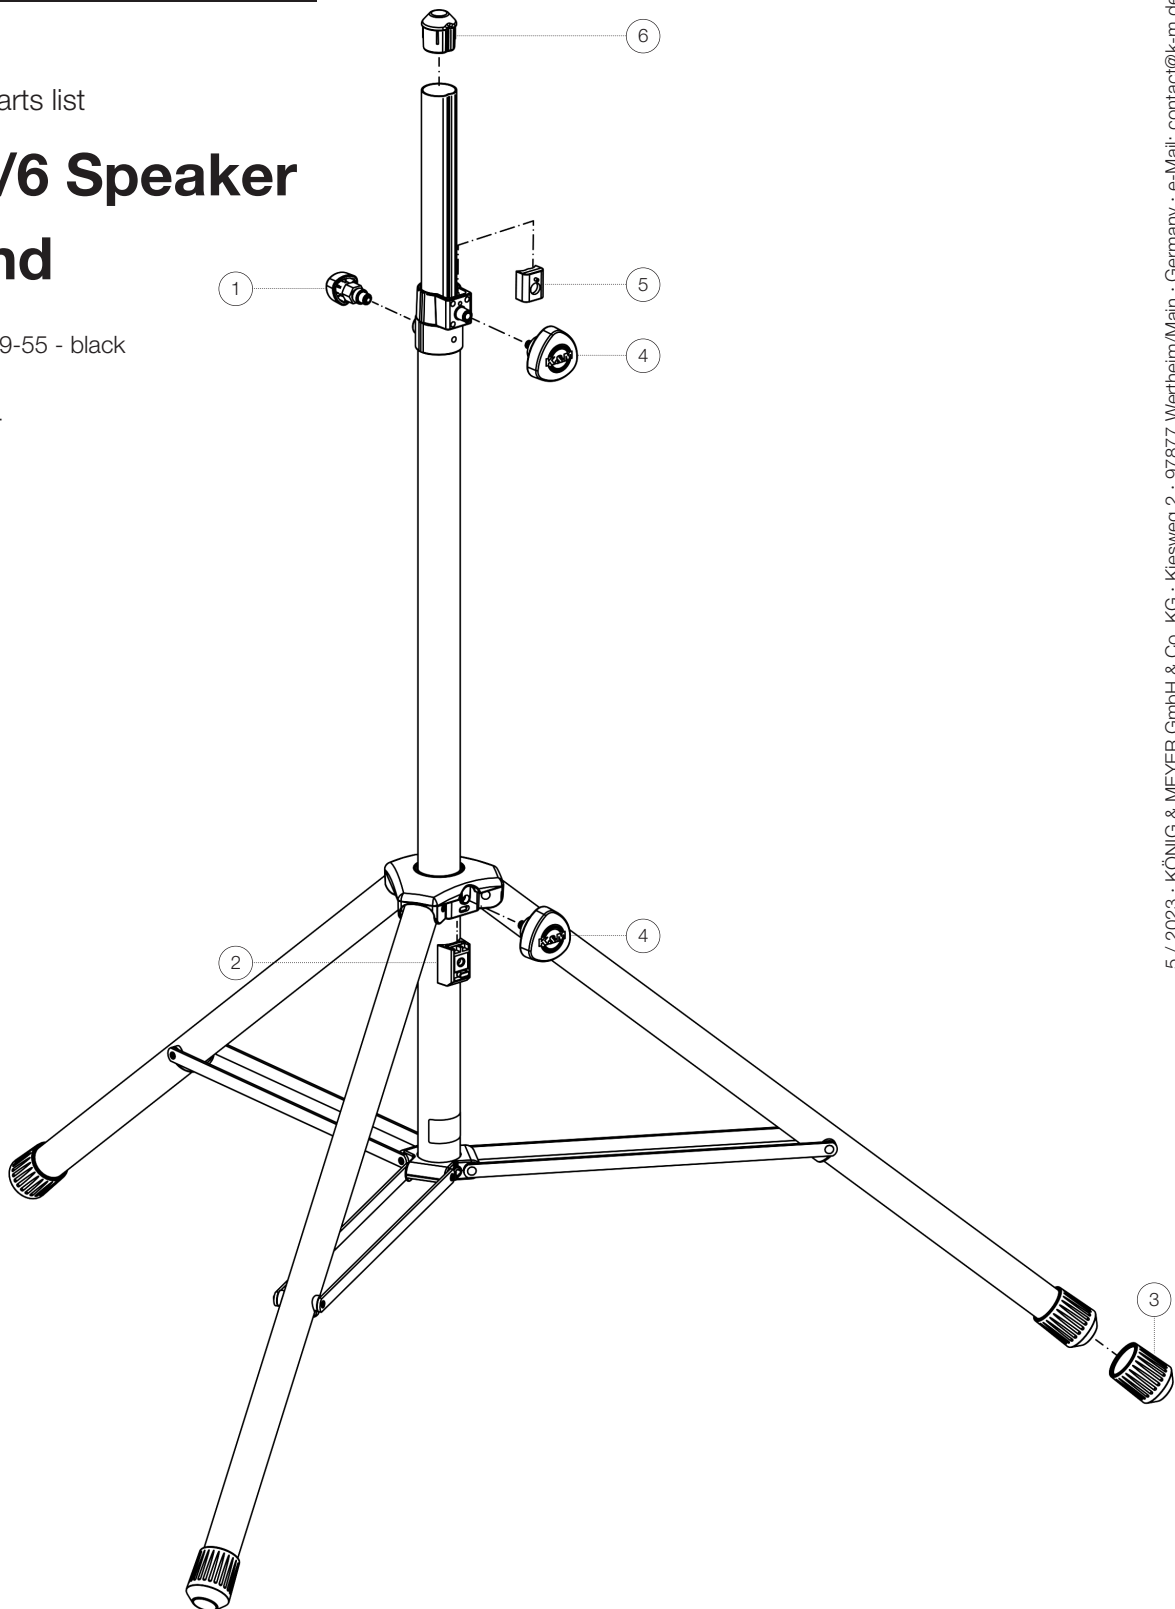 arts list
/6 Speaker
nd
9-55 - black
6
5
1
4
4
2
3
K&M
K&M
5 / 2023 · KÖNIG & MEYER GmbH & Co. KG · Kiesweg 2 · 97877 Wertheim/Main · Germany · e-Mail: contact@k-m.de